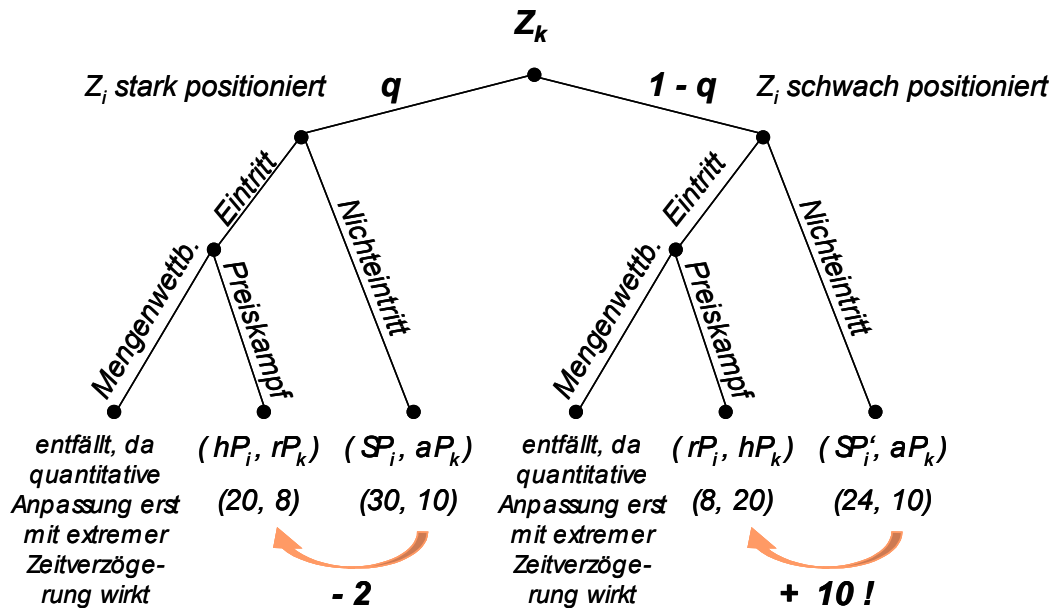 Z_k
Z_i stark positioniert
q
1 - q
Z_i schwach positioniert
Eintritt
Nichteintritt
Mengenwettb.
Preiskampf
Eintritt
Nichteintritt
Mengenwettb.
Preiskampf
entfällt, da
quantitative
Anpassung erst
mit extremer
Zeitverzöge-
rung wirkt
( hP_i, rP_k)
(20, 8)
(SP_i, aP_k)
(30, 10)
- 2
entfällt, da
quantitative
Anpassung erst
mit extremer
Zeitverzöge-
rung wirkt
( rP_i, hP_k)
(8, 20)
(SP_i‘, aP_k)
(24, 10)
+ 10 !